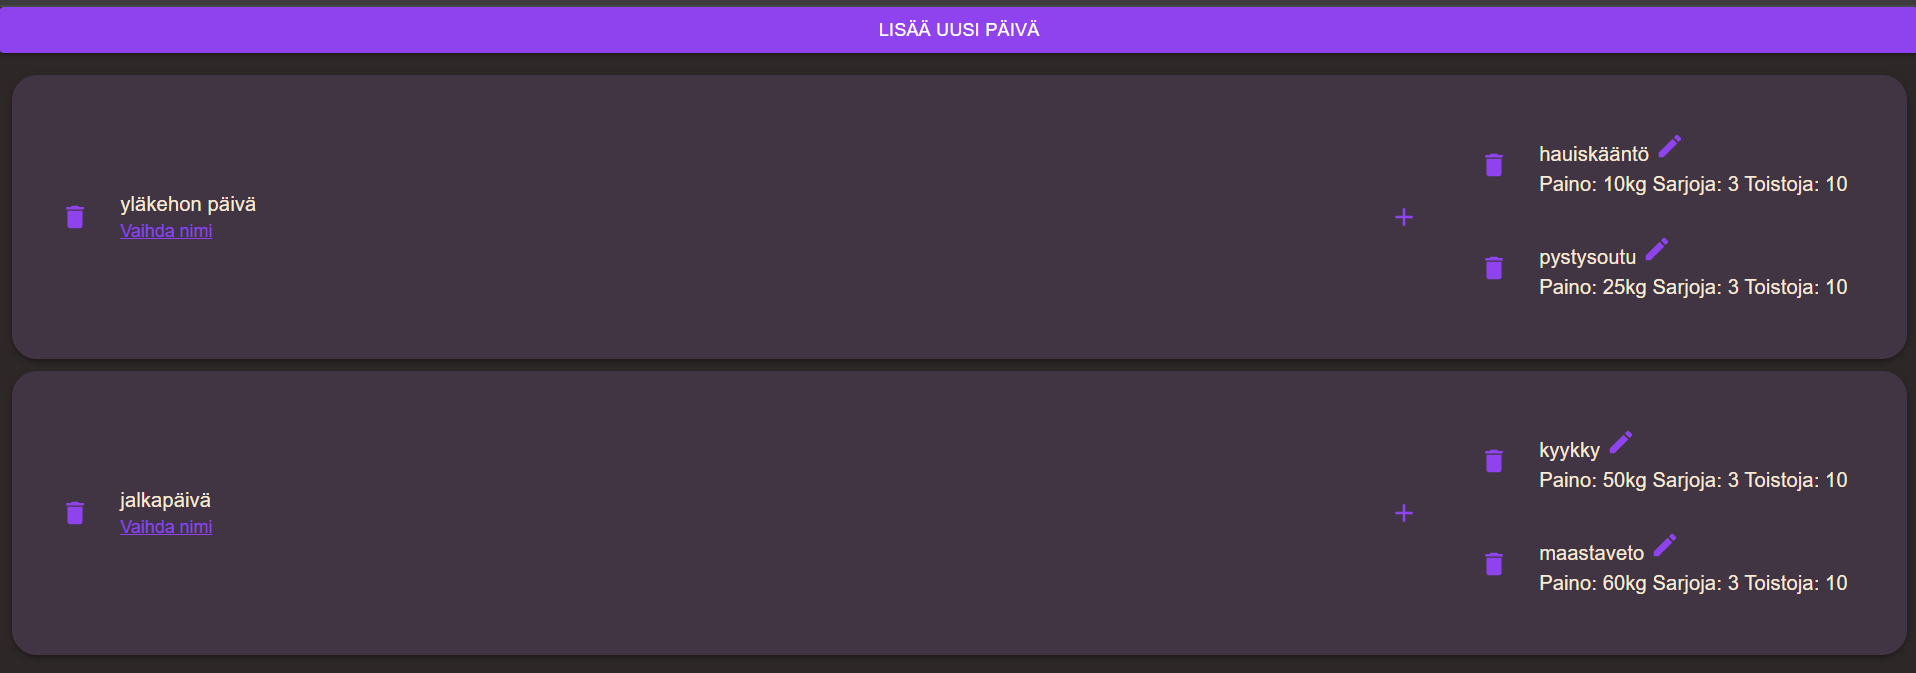 LISÄÄ UUSI PÄIVÄ
yläkehon päivä
Vaihda nimi
hauiskääntö
Paino: 10kg Sarjoja: 3 Toistoja: 10
pystysoutu
Paino: 25kg Sarjoja: 3 Toistoja: 10
jalkapäivä
Vaihda nimi
kyykky
Paino: 50kg Sarjoja: 3 Toistoja: 10
maastaveto
Paino: 60kg Sarjoja: 3 Toistoja: 10